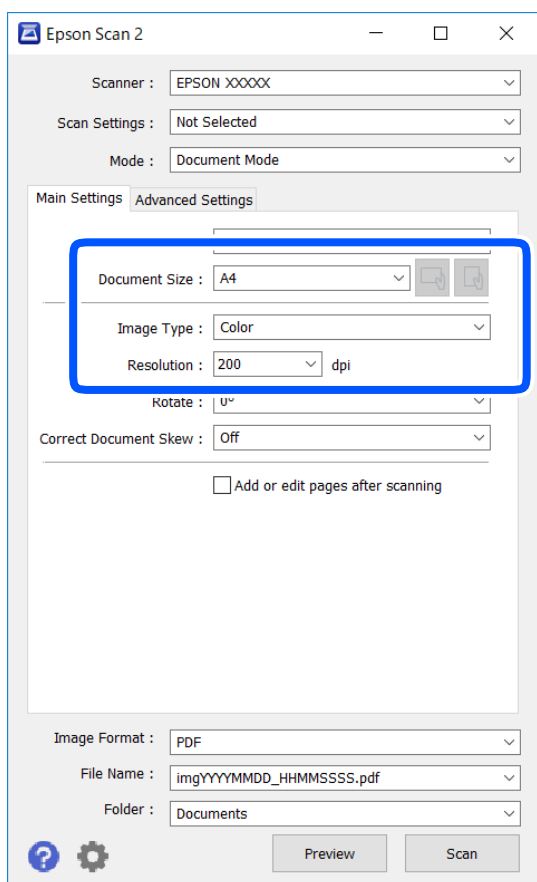 Epson Scan 2
Scanner : EPSON XXXXX
Scan Settings : Not Selected
Mode : Document Mode
Main Settings Advanced Settings
Document Size : A4
Image Type : Color
Resolution : 200 dpi
Rotate : 0°
Correct Document Skew : Off
Add or edit pages after scanning
Image Format : PDF
File Name : imgYYYYMMDD_HHMMSSSS.pdf
Folder : Documents
? Preview Scan